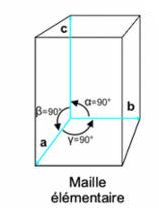 c
α=90°
β=90°
b
a
γ=90°
Maille
élémentaire